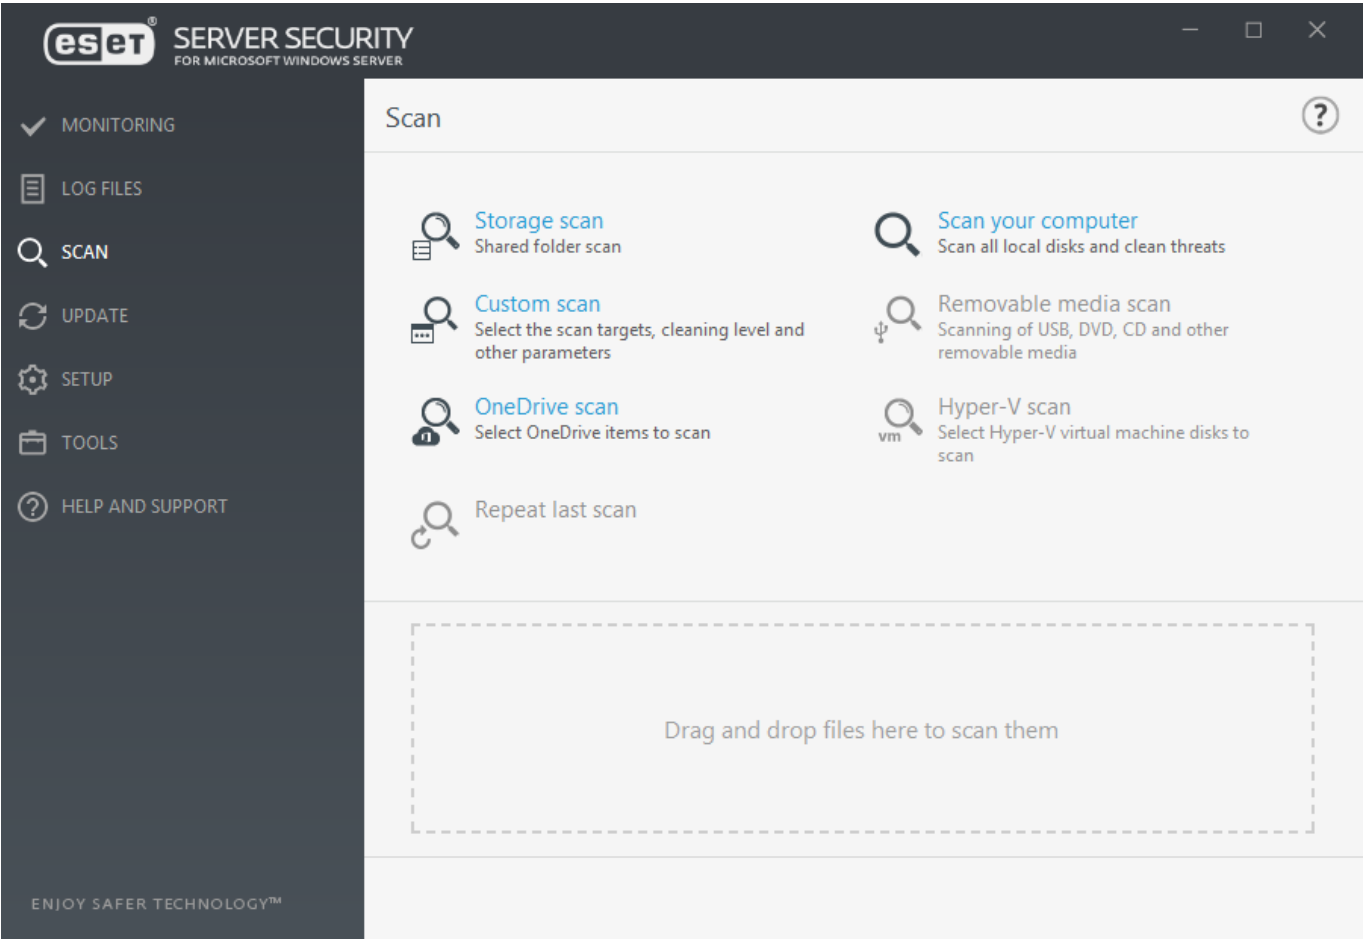 eset® SERVER SECURITY
FOR MICROSOFT WINDOWS SERVER
MONITORING
LOG FILES
SCAN
UPDATE
SETUP
TOOLS
HELP AND SUPPORT
ENJOY SAFER TECHNOLOGY™
Scan
?
Storage scan
Shared folder scan
Scan your computer
Scan all local disks and clean threats
Custom scan
Select the scan targets, cleaning level and
other parameters
Removable media scan
Scanning of USB, DVD, CD and other
removable media
OneDrive scan
Select OneDrive items to scan
vm
Hyper-V scan
Select Hyper-V virtual machine disks to
scan
Repeat last scan
Drag and drop files here to scan them